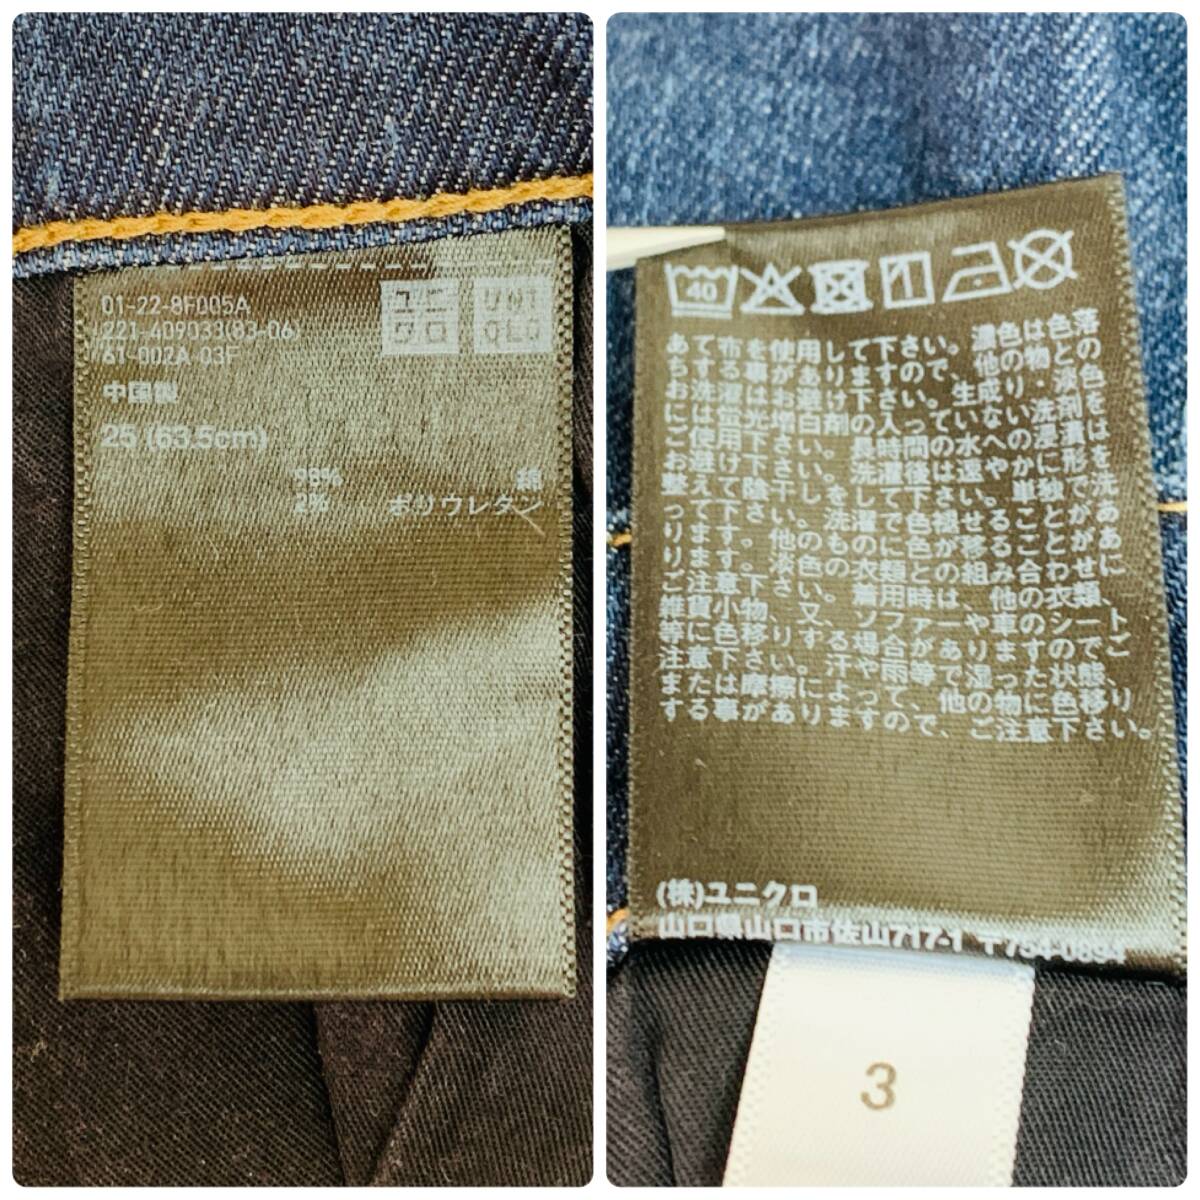 01-22-8F005A
221-409033(83-06)
61-002A 03F
ユニ
クロ
UNI
QLO
中国製
25 (63.5cm)
98% 綿
2% ポリウレタン
40
あて布を使用して下さい。濃色は色落
ちする事がありますので、他の物との
お洗濯はお避け下さい。生成り・淡色
には蛍光増白剤の入っていない洗剤を
ご使用下さい。長時間の水への浸漬は
お避け下さい。洗濯後は速やかに形を
整えて陰干しをして下さい。単独で洗
って下さい。洗濯で色褪せることがあ
ります。他のものに色が移ることがあ
ります。淡色の衣類との組み合わせに
ご注意下さい。着用時は、他の衣類、
雑貨小物、又、ソファーや車のシート
等に色移りする場合がありますのでご
注意下さい。汗や雨等で湿った状態、
または摩擦によって、他の物に色移り
する事がありますので、ご注意下さい。
(株)ユニクロ
山口県山口市佐山717-1 〒754-0894
3